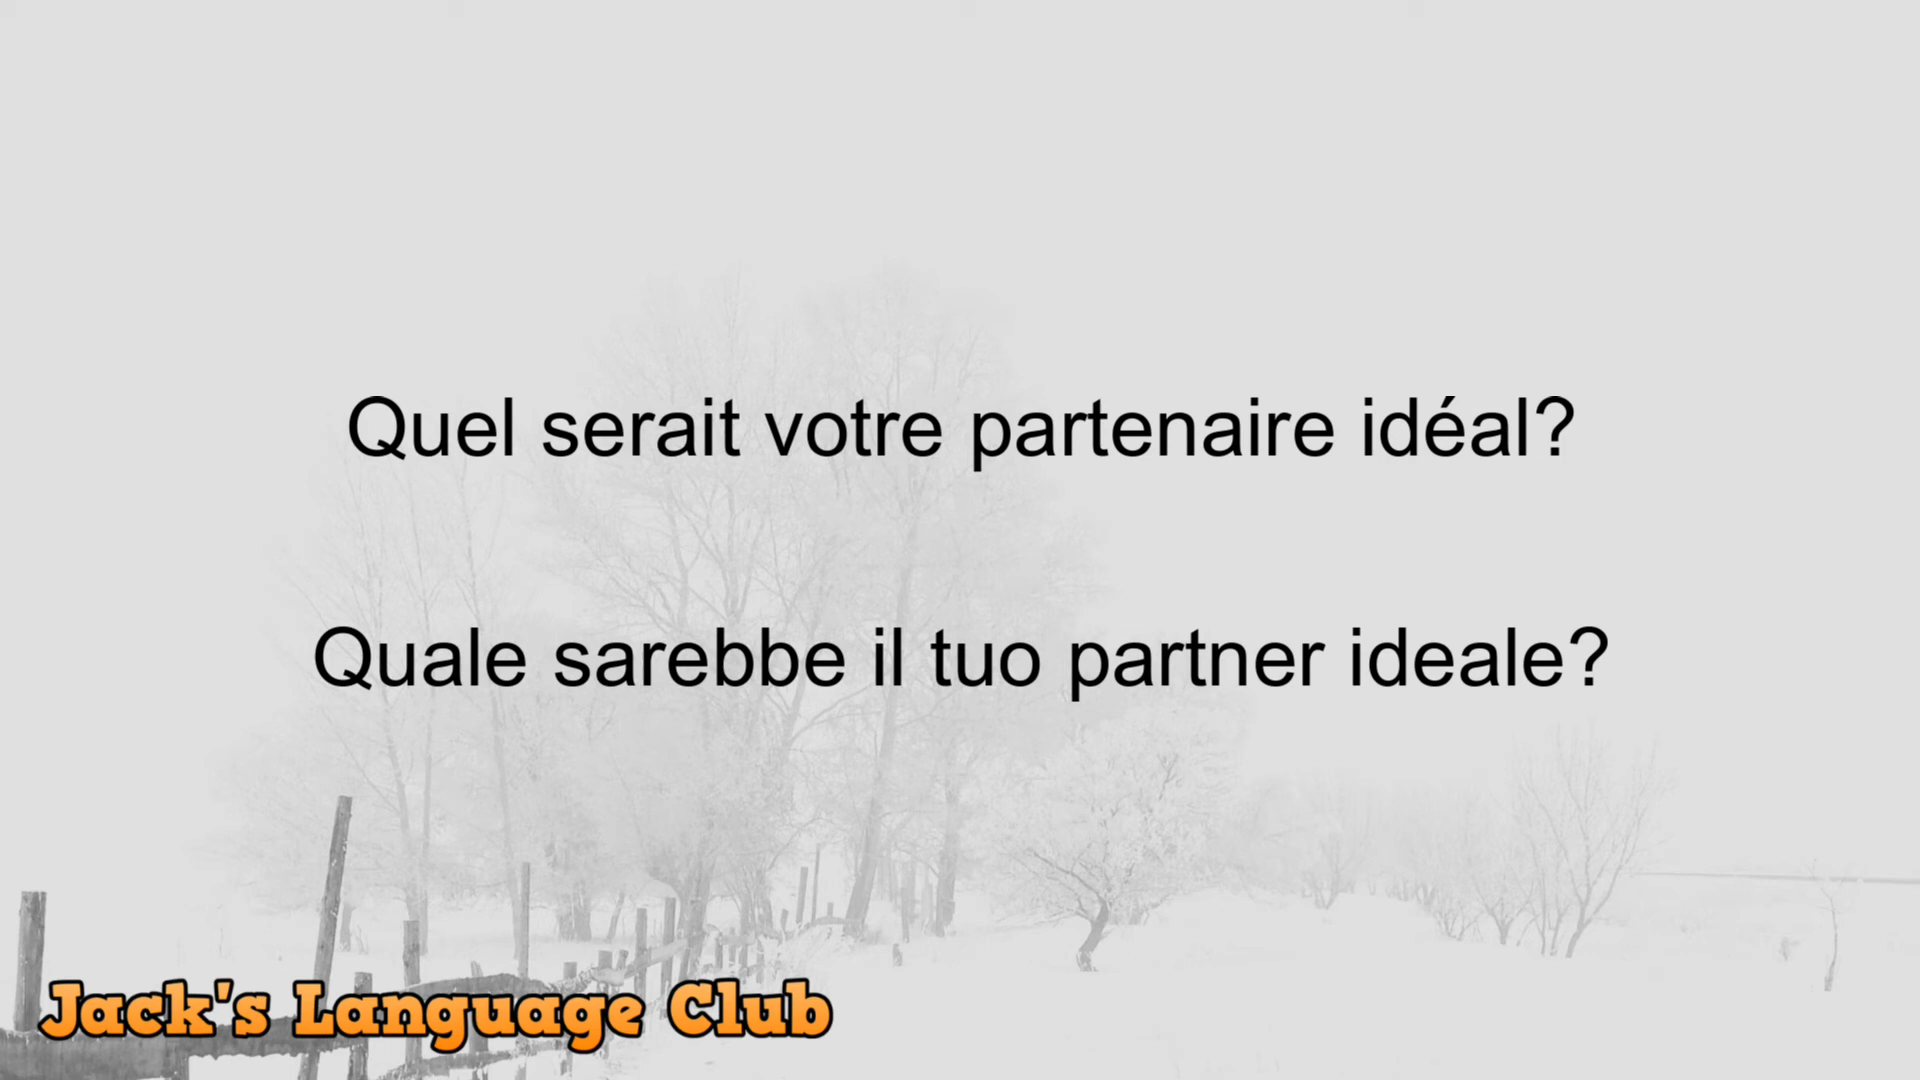 Quel serait votre partenaire idéal?
Quale sarebbe il tuo partner ideale?
Jack's Language Club